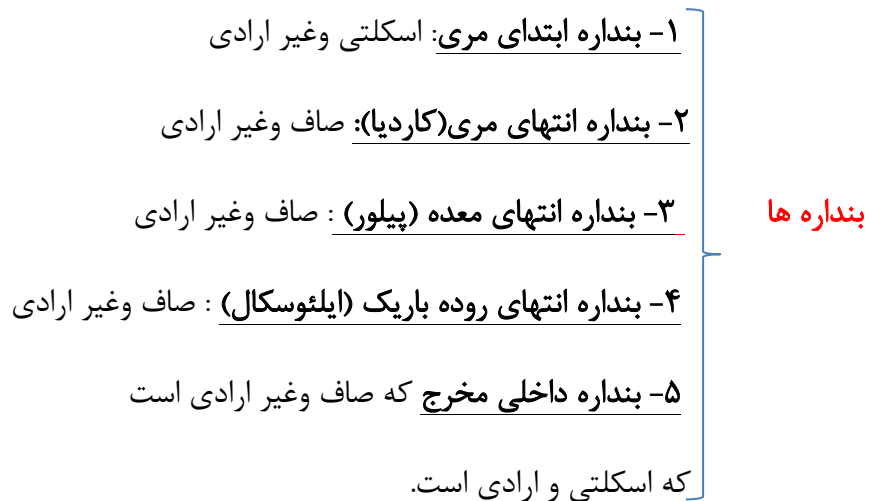 ۱- بنداره ابتدای مری: اسکلتی وغیر ارادی
۲- بنداره انتهای مری(کاردیا): صاف وغیر ارادی
بنداره ها
۳- بنداره انتهای معده (پیلور) : صاف وغیر ارادی
۴- بنداره انتهای روده باریک (ایلئوسکال) : صاف وغیر ارادی
۵- بنداره داخلی مخرج که صاف وغیر ارادی است
که اسکلتی و ارادی است.